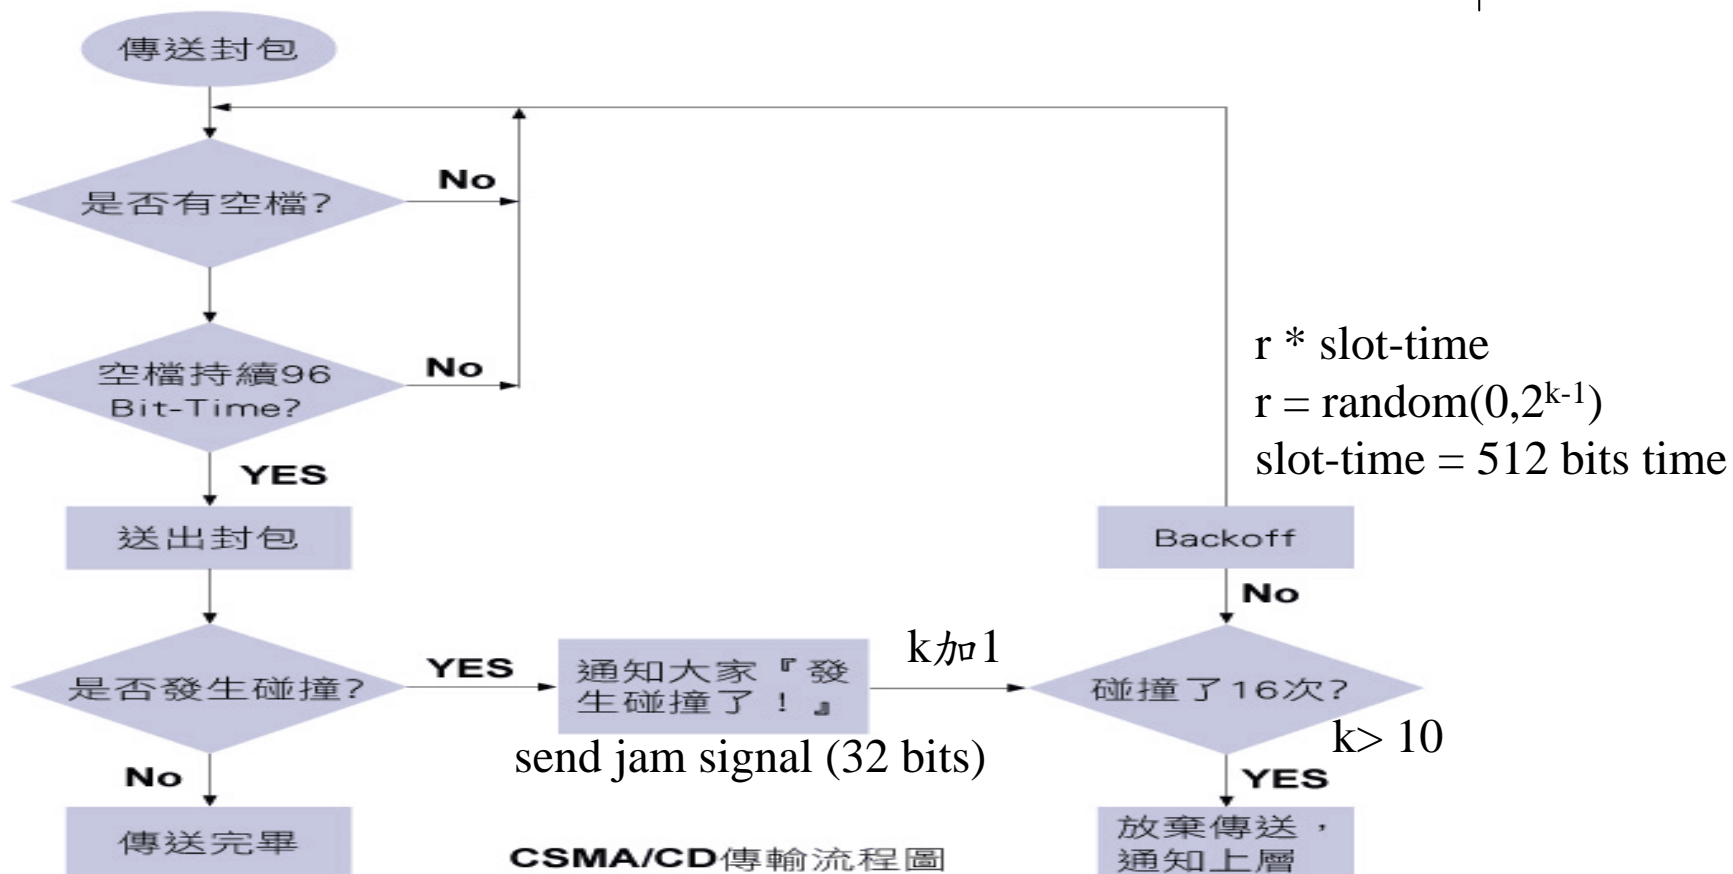 傳送封包
是否有空檔?
No
空檔持續96
Bit-Time?
No
YES
送出封包
是否發生碰撞?
YES
No
傳送完畢
通知大家『發
生碰撞了！』
send jam signal (32 bits)
k加1
碰撞了16次?
k> 10
No
Backoff
r * slot-time
r = random(0,2^{k-1})
slot-time = 512 bits time
YES
放棄傳送，
通知上層
CSMA/CD傳輸流程圖